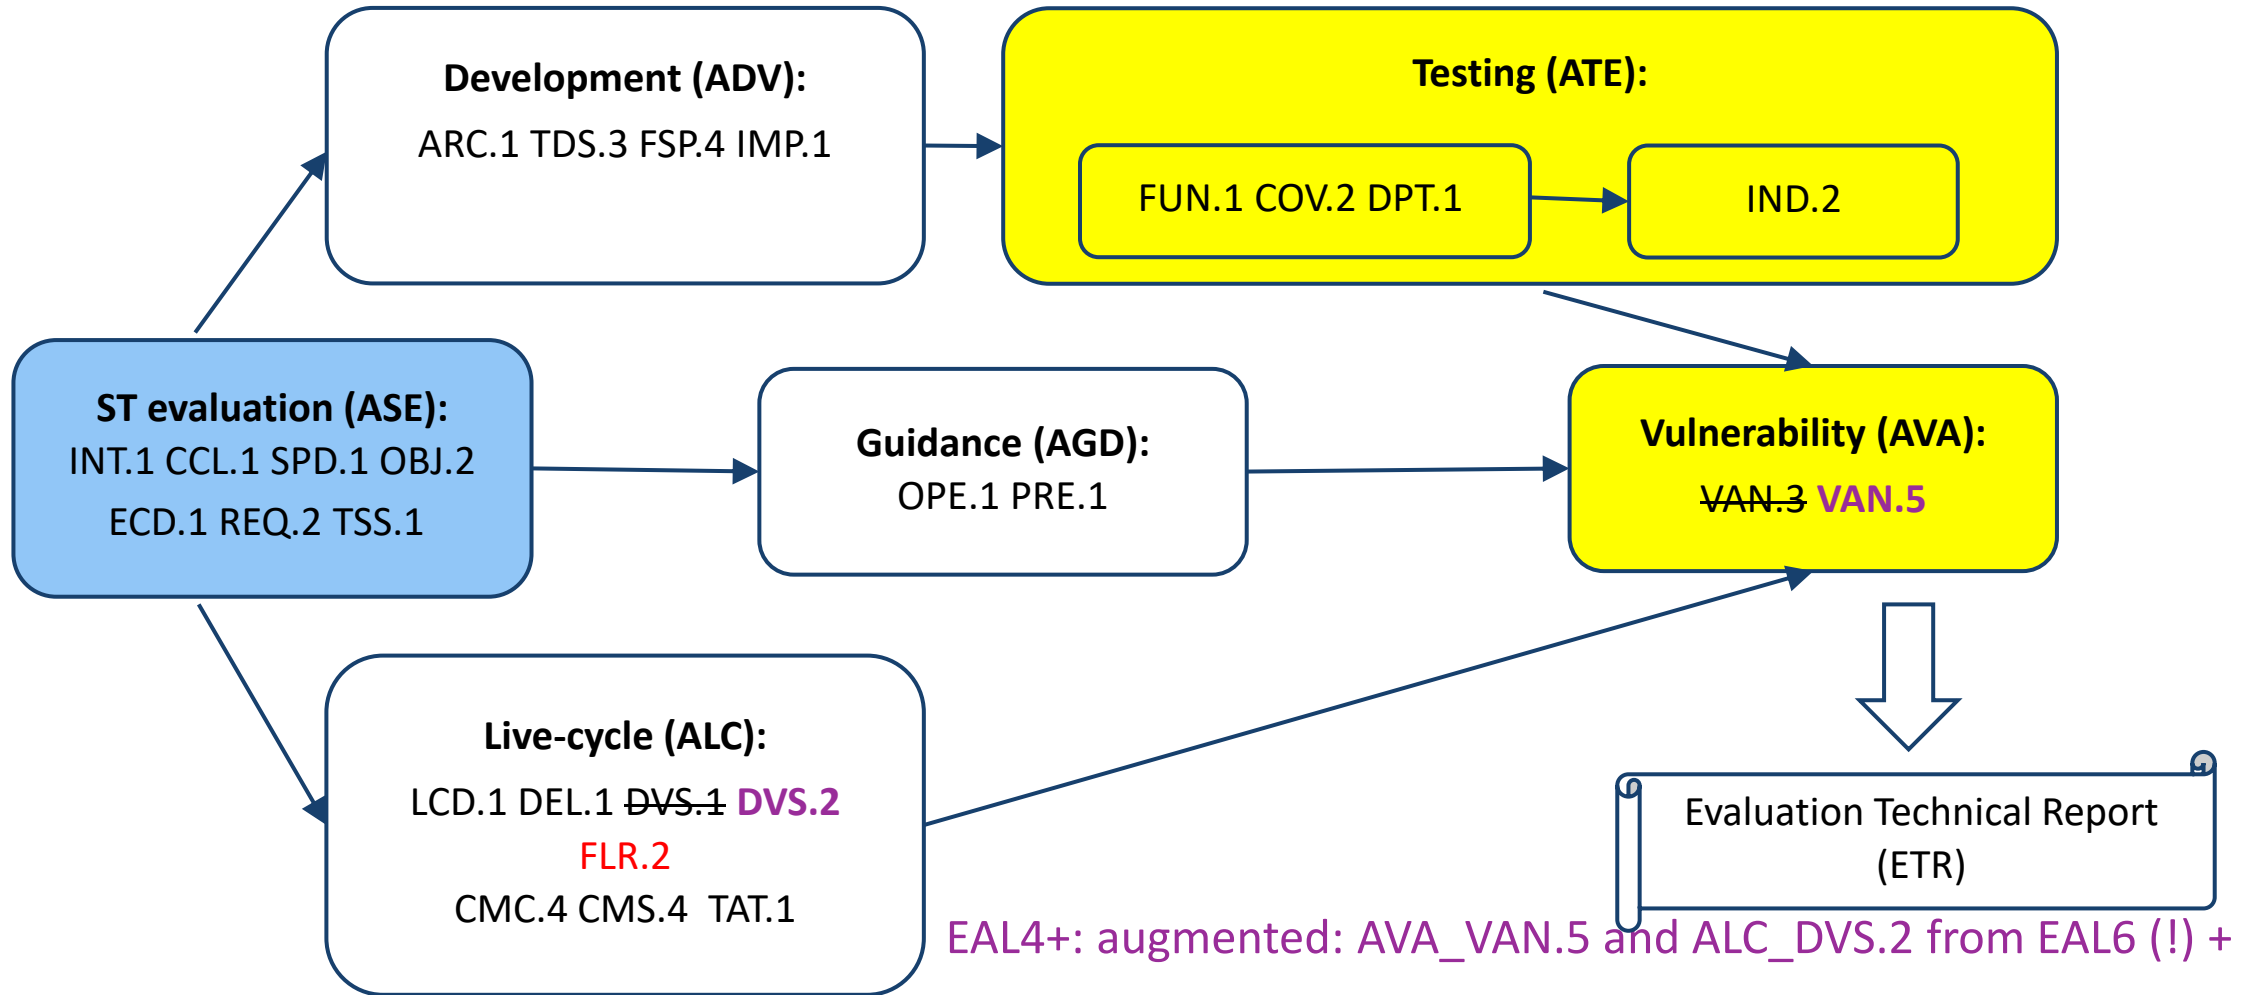 Development (ADV):
ARC.1 TDS.3 FSP.4 IMP.1
Testing (ATE):
FUN.1 COV.2 DPT.1
IND.2
ST evaluation (ASE):
INT.1 CCL.1 SPD.1 OBJ.2
ECD.1 REQ.2 TSS.1
Guidance (AGD):
OPE.1 PRE.1
Vulnerability (AVA):
VAN.3 VAN.5
Live-cycle (ALC):
LCD.1 DEL.1 DVS.1 DVS.2
FLR.2
CMC.4 CMS.4 TAT.1
Evaluation Technical Report
(ETR)
EAL4+: augmented: AVA_VAN.5 and ALC_DVS.2 from EAL6 (!) +